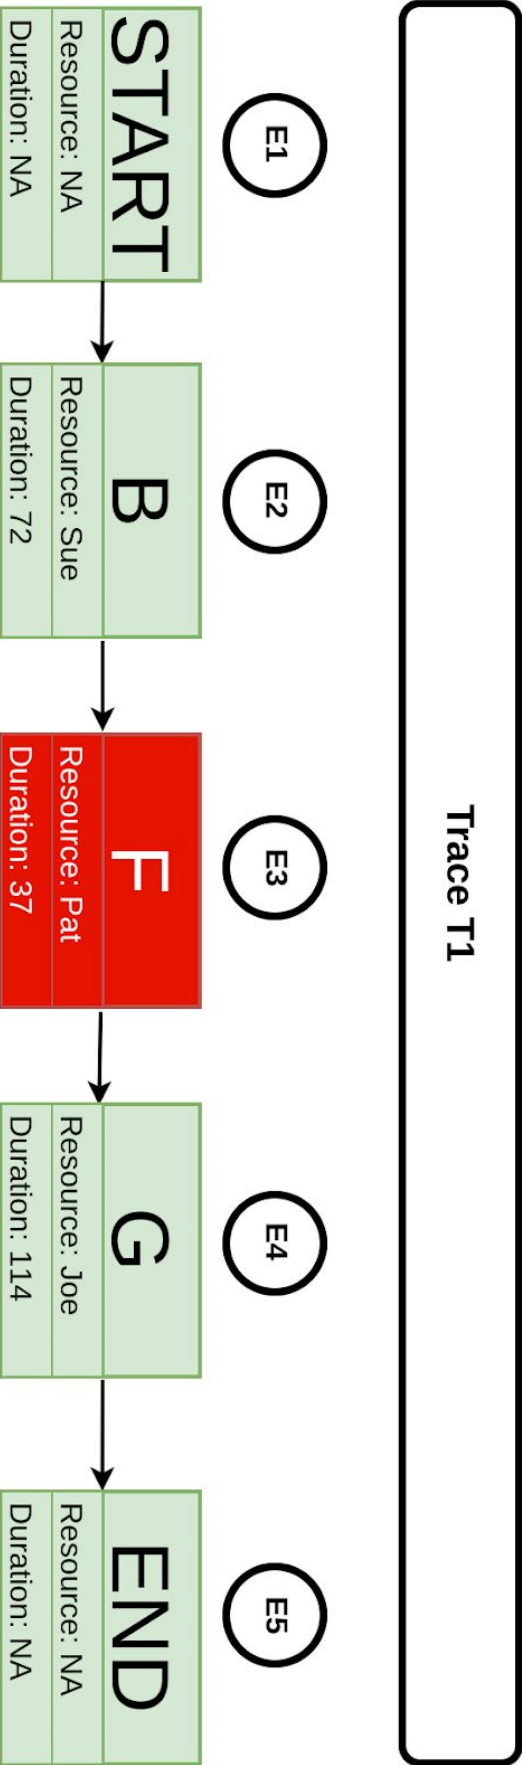 Trace T1
E1
E2
E3
E4
E5
START
Resource: NA
Duration: NA
B
Resource: Sue
Duration: 72
F
Resource: Pat
Duration: 37
G
Resource: Joe
Duration: 114
END
Resource: NA
Duration: NA